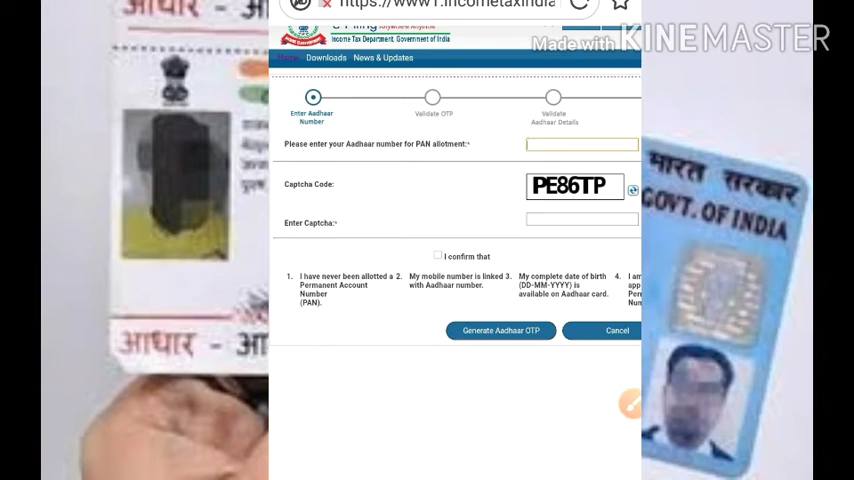 आधार - आ
आधार - आ
https://www1.incometaxindia
Made with KINEMASTER
Income Tax Department, Government of India
Downloads News & Updates
Enter Aadhaar
Number
Validate OTP
Validate
Aadhaar Details
Please enter your Aadhaar number for PAN allotment:*
Captcha Code:
PE86TP
Enter Captcha:*
I confirm that
1. I have never been allotted a
Permanent Account
Number
(PAN).
2. My mobile number is linked
with Aadhaar number.
3. My complete date of birth
(DD-MM-YYYY) is
available on Aadhaar card.
4. I am
app
Per
Num
Generate Aadhaar OTP
Cancel
भारत सरकार
GOVT. OF INDIA